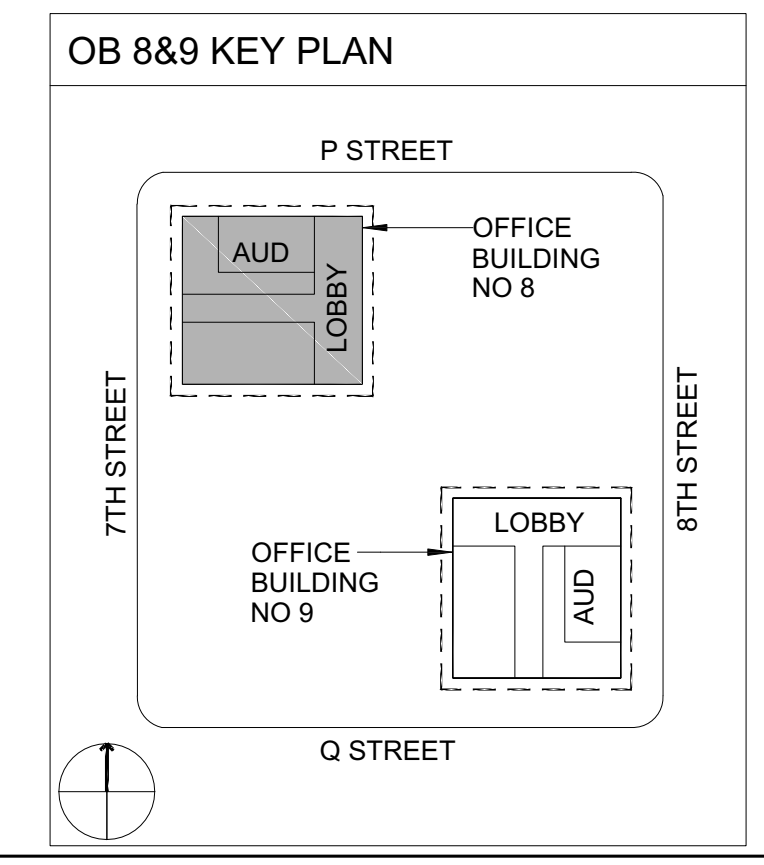 OB 8&9 KEY PLAN
P STREET
AUD
LOBBY
OFFICE
BUILDING
NO 8
7TH STREET
8TH STREET
LOBBY
OFFICE
BUILDING
NO 9
AUD
Q STREET